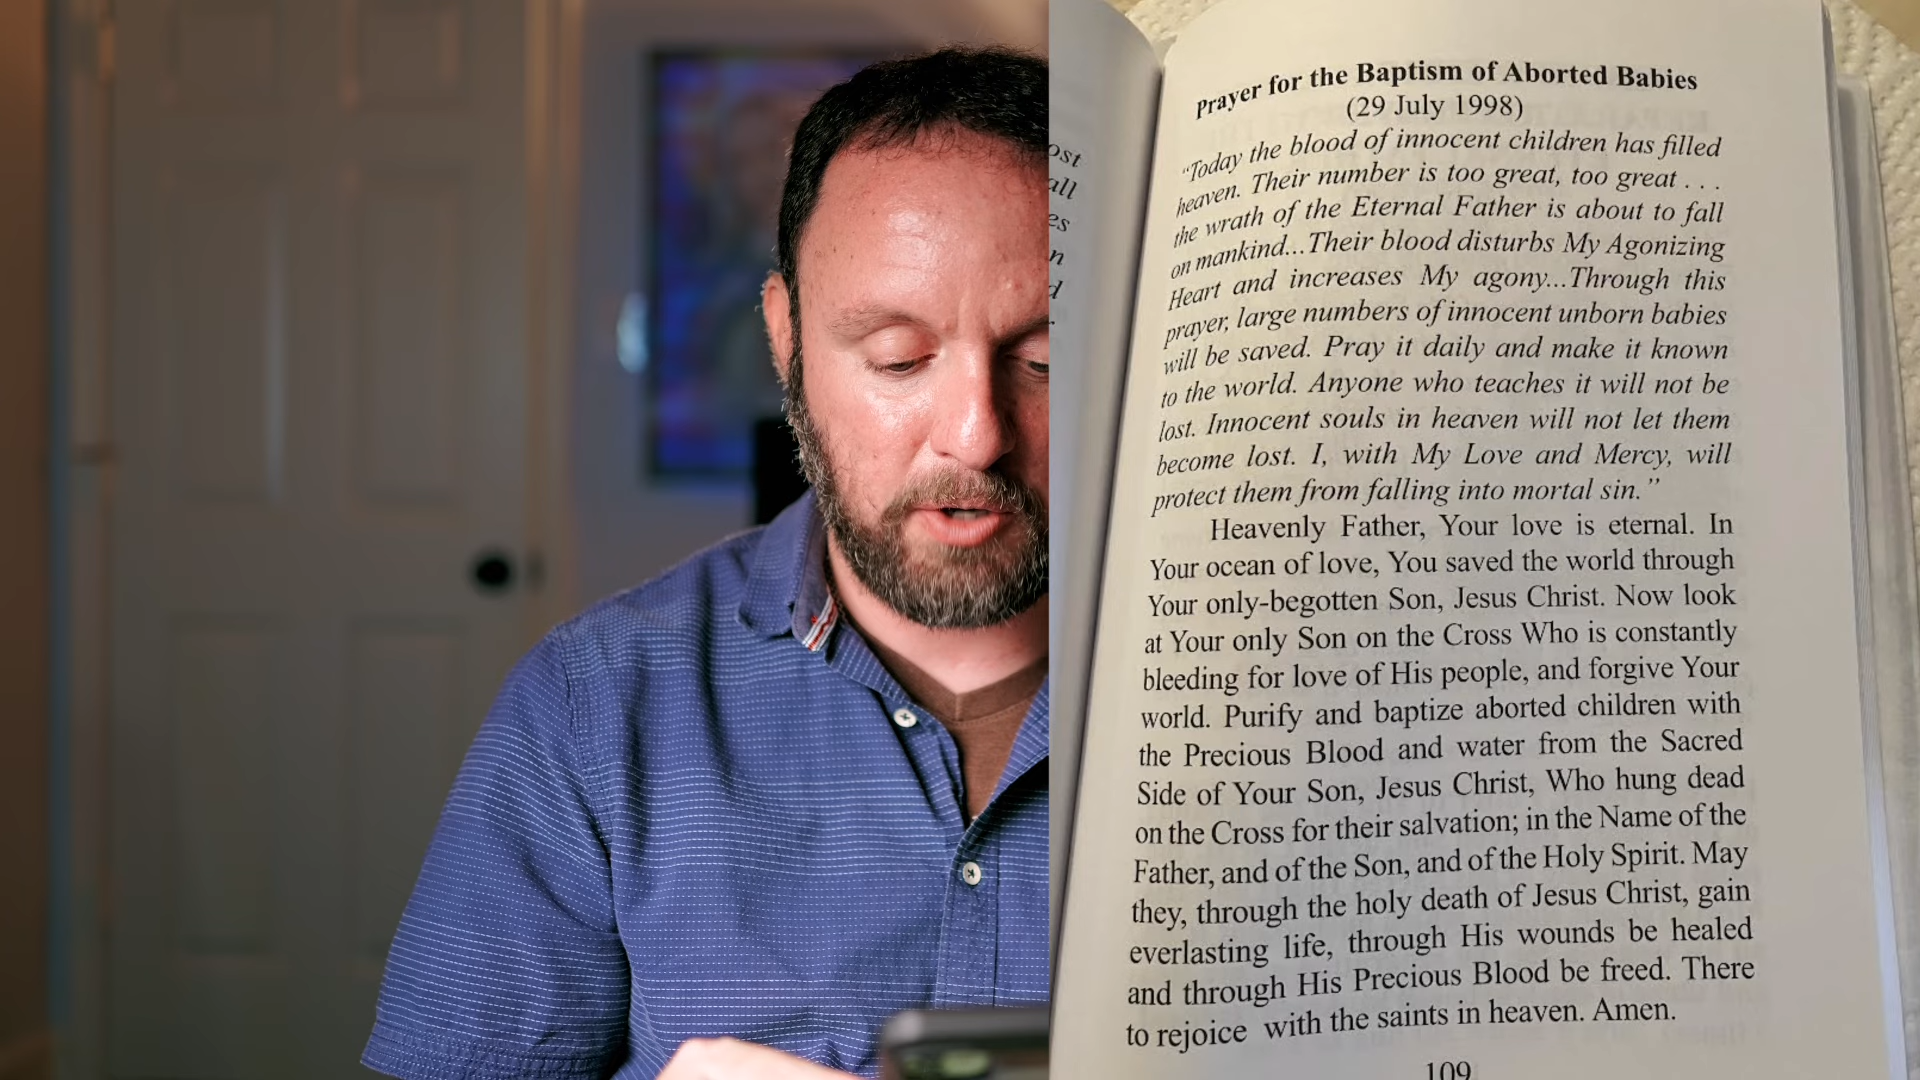 ost
all
es
n
d
Prayer for the Baptism of Aborted Babies
(29 July 1998)
“Today the blood of innocent children has filled
heaven. Their number is too great, too great . . .
the wrath of the Eternal Father is about to fall
on mankind...Their blood disturbs My Agonizing
Heart and increases My agony...Through this
prayer, large numbers of innocent unborn babies
will be saved. Pray it daily and make it known
to the world. Anyone who teaches it will not be
lost. Innocent souls in heaven will not let them
become lost. I, with My Love and Mercy, will
protect them from falling into mortal sin.”
Heavenly Father, Your love is eternal. In
Your ocean of love, You saved the world through
Your only-begotten Son, Jesus Christ. Now look
at Your only Son on the Cross Who is constantly
bleeding for love of His people, and forgive Your
world. Purify and baptize aborted children with
the Precious Blood and water from the Sacred
Side of Your Son, Jesus Christ, Who hung dead
on the Cross for their salvation; in the Name of the
Father, and of the Son, and of the Holy Spirit. May
they, through the holy death of Jesus Christ, gain
everlasting life, through His wounds be healed
and through His Precious Blood be freed. There
to rejoice with the saints in heaven. Amen.
109